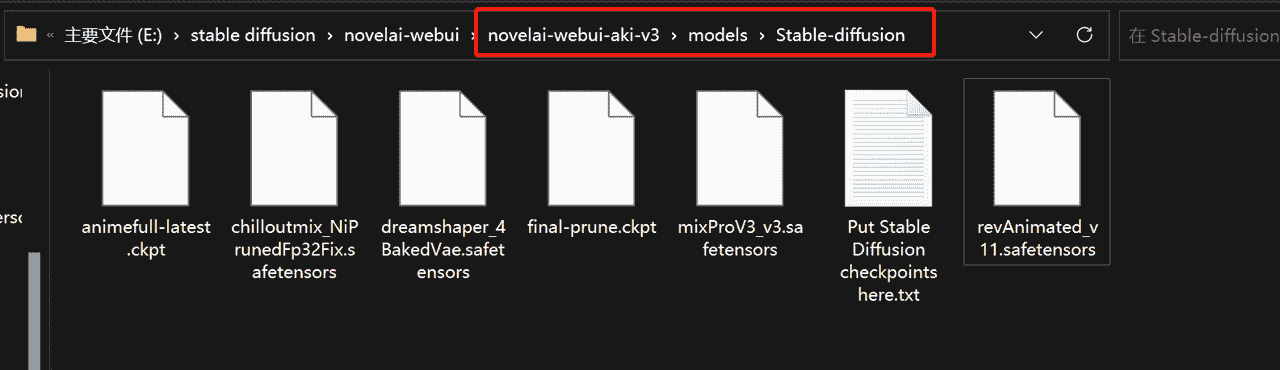 « 主要文件 (E:) › stable diffusion › novelai-webui › novelai-webui-aki-v3 › models › Stable-diffusion
在 Stable-diffusion
animefull-latest
.ckpt
chilloutmix_NiP
runedFp32Fix.s
afetensors
dreamshaper_4
BakedVae.safet
ensors
final-prune.ckpt
mixProV3_v3.sa
fetensors
Put Stable
Diffusion
checkpoints
here.txt
revAnimated_v
11.safetensors